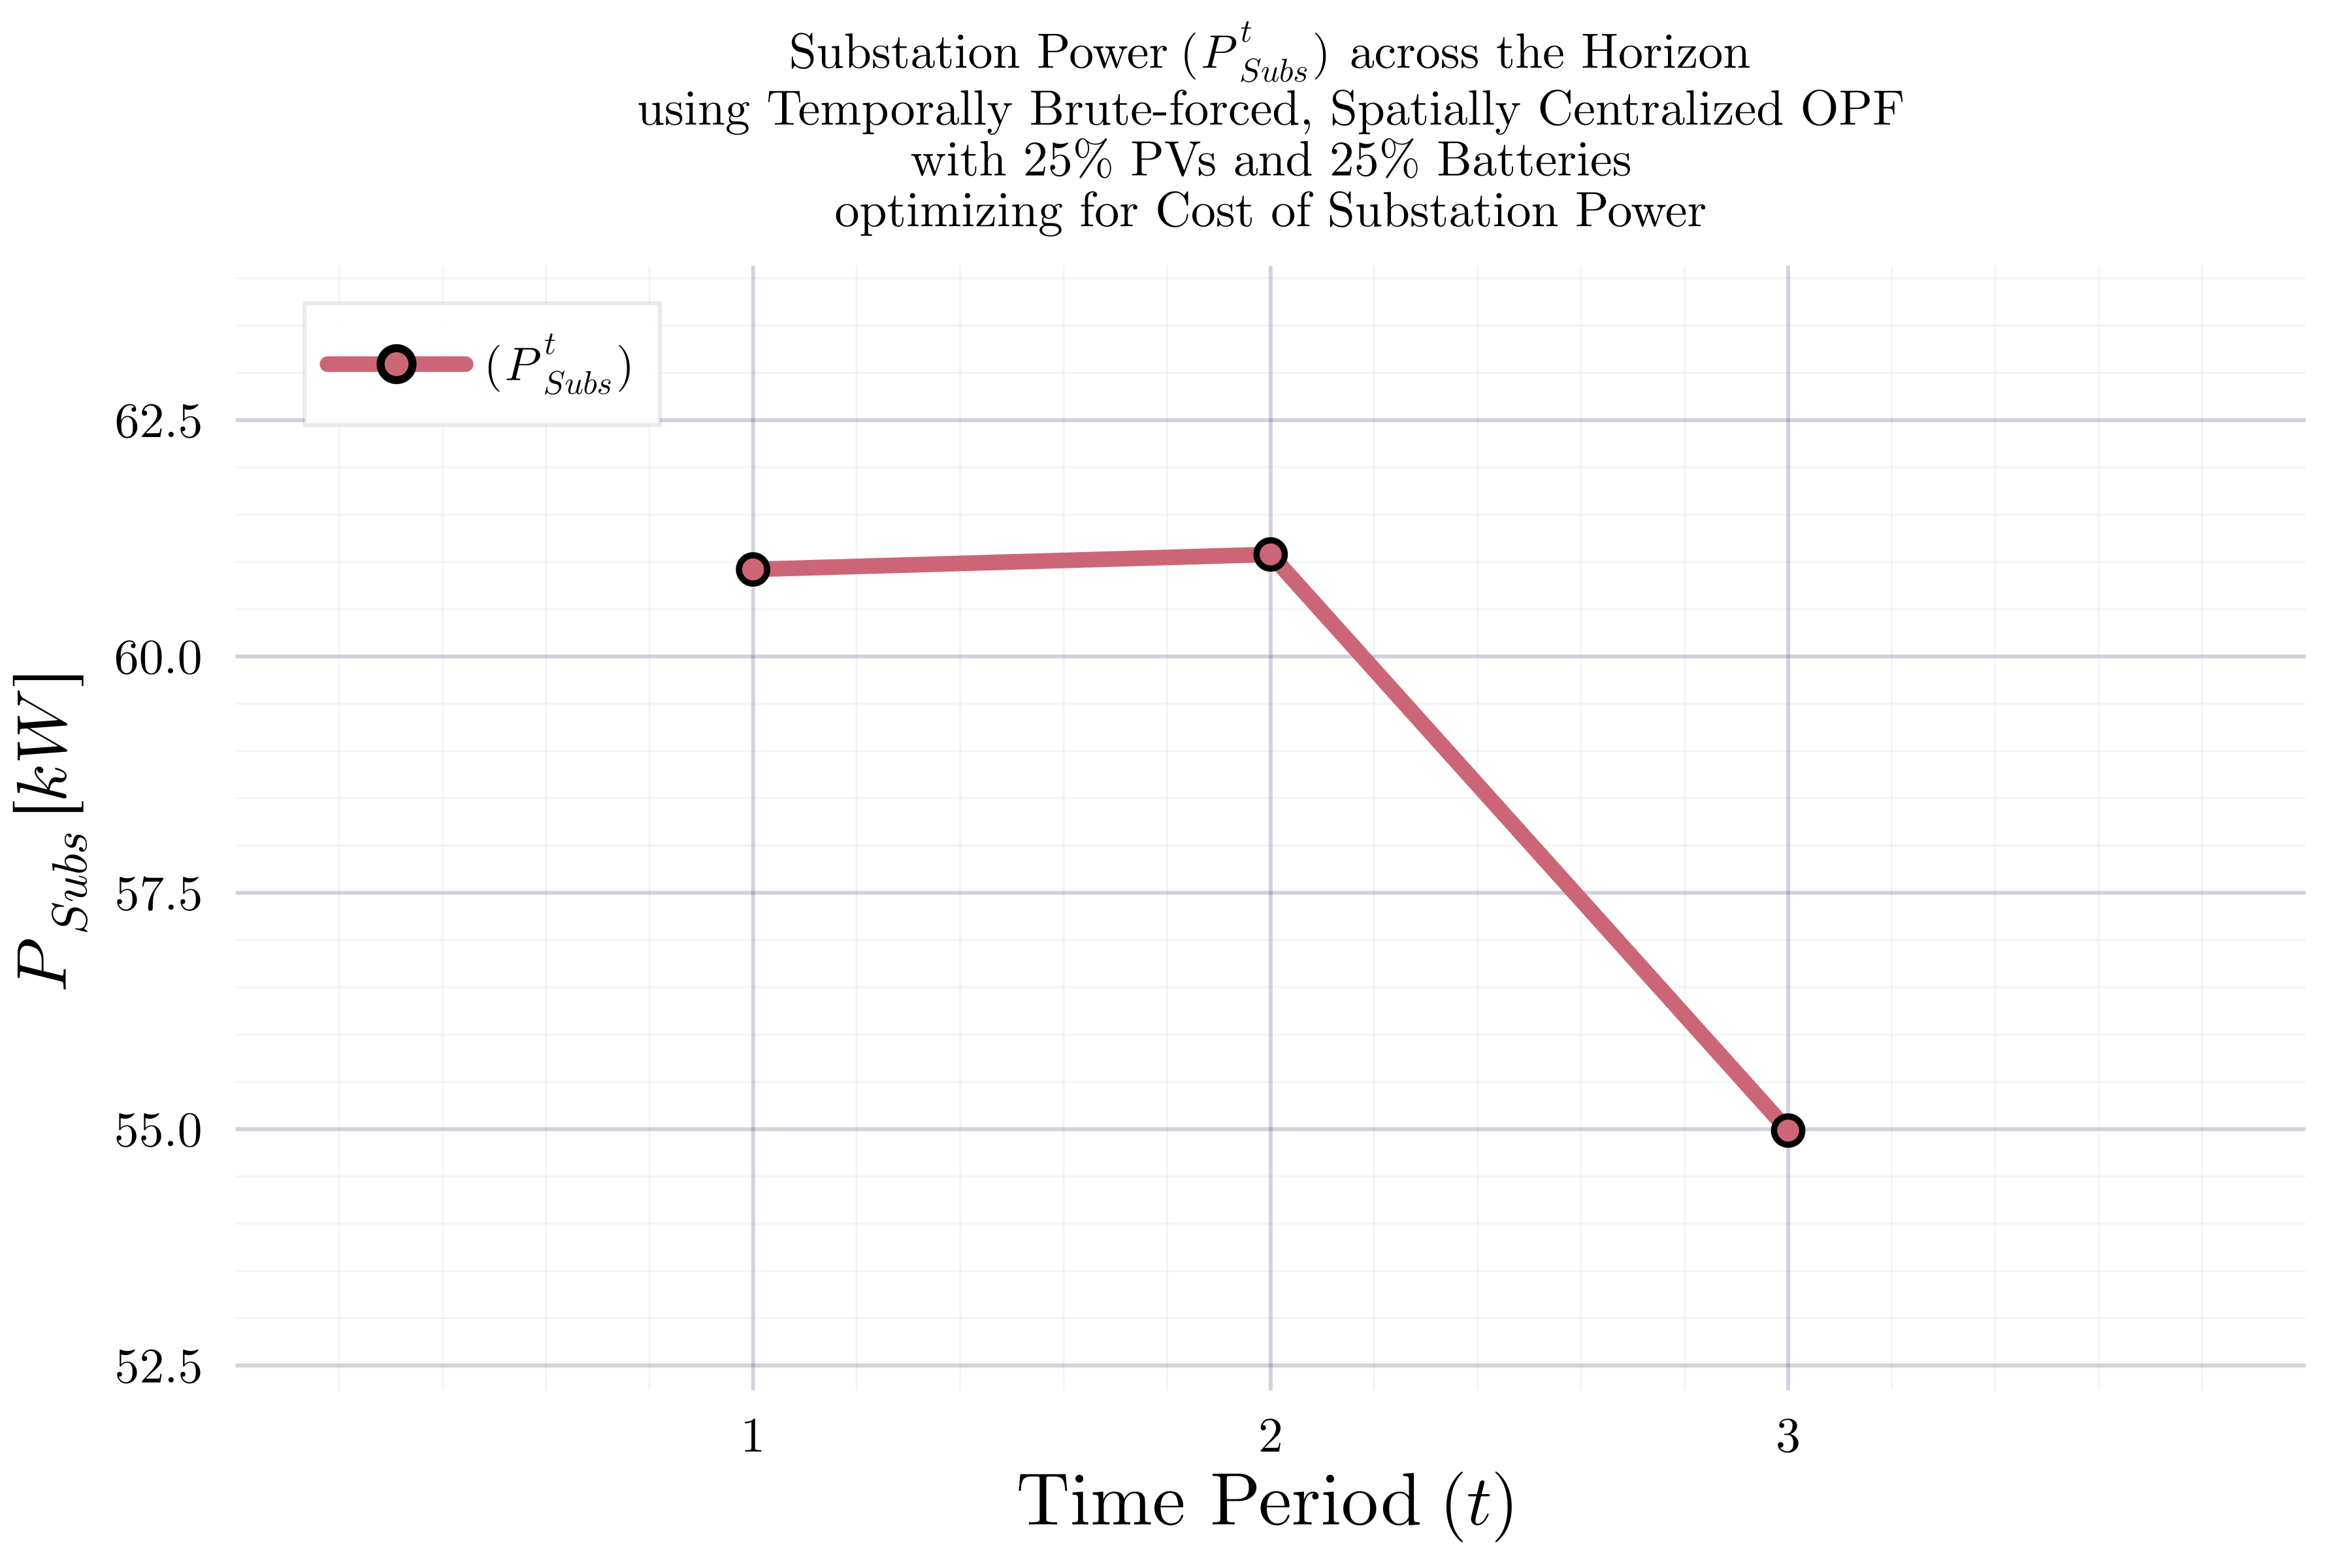 Substation Power (P^t_Subs) across the Horizon
using Temporally Brute-forced, Spatially Centralized OPF
with 25% PVs and 25% Batteries
optimizing for Cost of Substation Power
(P^t_Subs)
62.5
60.0
57.5
55.0
52.5
P_Subs [kW]
1 2 3
Time Period (t)